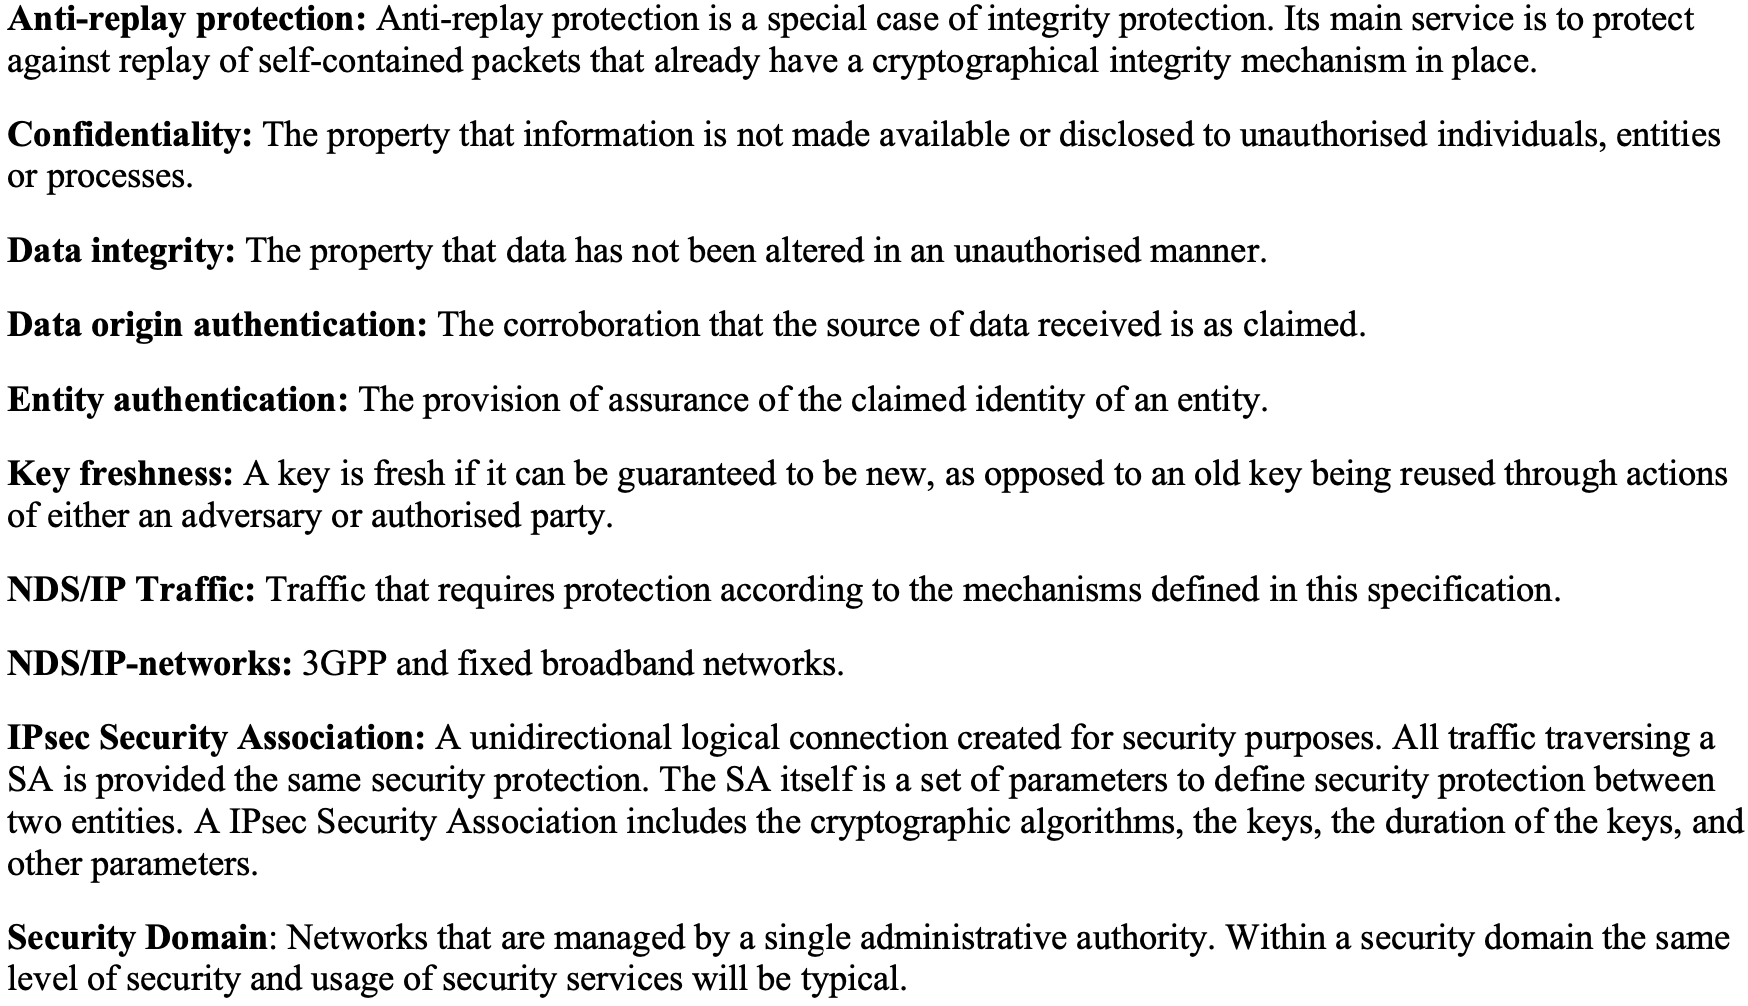 Anti-replay protection: Anti-replay protection is a special case of integrity protection. Its main service is to protect
against replay of self-contained packets that already have a cryptographical integrity mechanism in place.
Confidentiality: The property that information is not made available or disclosed to unauthorised individuals, entities
or processes.
Data integrity: The property that data has not been altered in an unauthorised manner.
Data origin authentication: The corroboration that the source of data received is as claimed.
Entity authentication: The provision of assurance of the claimed identity of an entity.
Key freshness: A key is fresh if it can be guaranteed to be new, as opposed to an old key being reused through actions
of either an adversary or authorised party.
NDS/IP Traffic: Traffic that requires protection according to the mechanisms defined in this specification.
NDS/IP-networks: 3GPP and fixed broadband networks.
IPsec Security Association: A unidirectional logical connection created for security purposes. All traffic traversing a
SA is provided the same security protection. The SA itself is a set of parameters to define security protection between
two entities. A IPsec Security Association includes the cryptographic algorithms, the keys, the duration of the keys, and
other parameters.
Security Domain: Networks that are managed by a single administrative authority. Within a security domain the same
level of security and usage of security services will be typical.